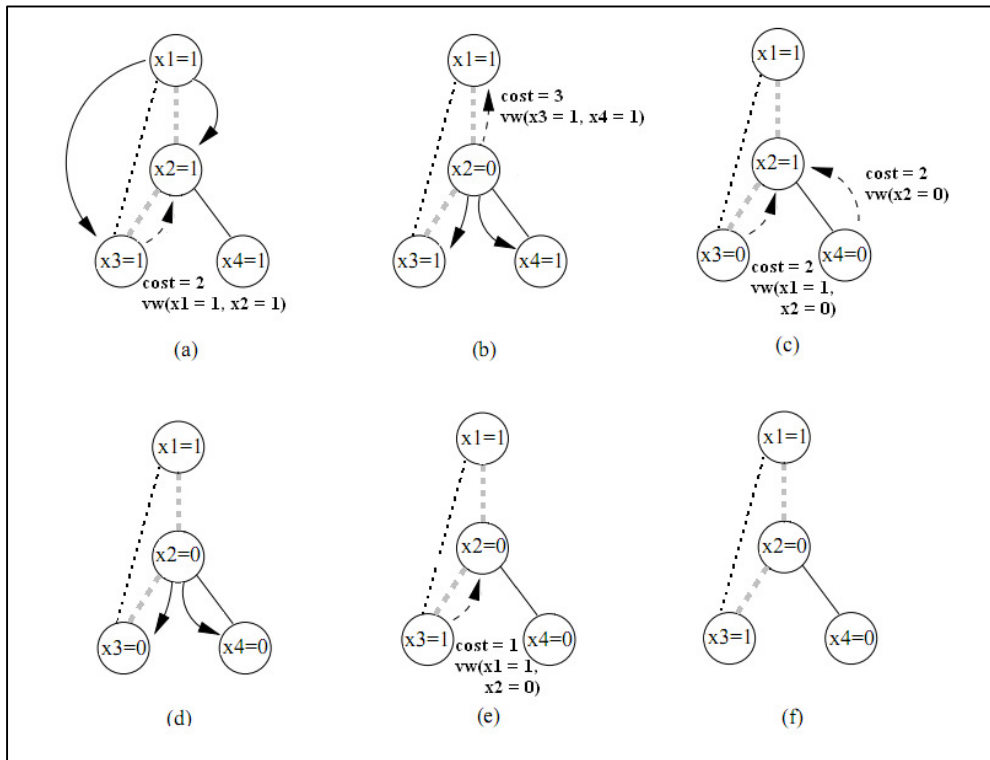 x1=1
x2=1
x3=1
x4=1
cost = 2
vw(x1 = 1, x2 = 1)
(a)
x1=1
cost = 3
vw(x3 = 1, x4 = 1)
x2=0
x3=1
x4=1
(b)
x1=1
x2=1
cost = 2
vw(x2 = 0)
x3=0
x4=0
cost = 2
vw(x1 = 1,
x2 = 0)
(c)
x1=1
x2=0
x3=0
x4=0
(d)
x1=1
x2=0
x3=1
x4=0
cost = 1
vw(x1 = 1,
x2 = 0)
(e)
x1=1
x2=0
x3=1
x4=0
(f)